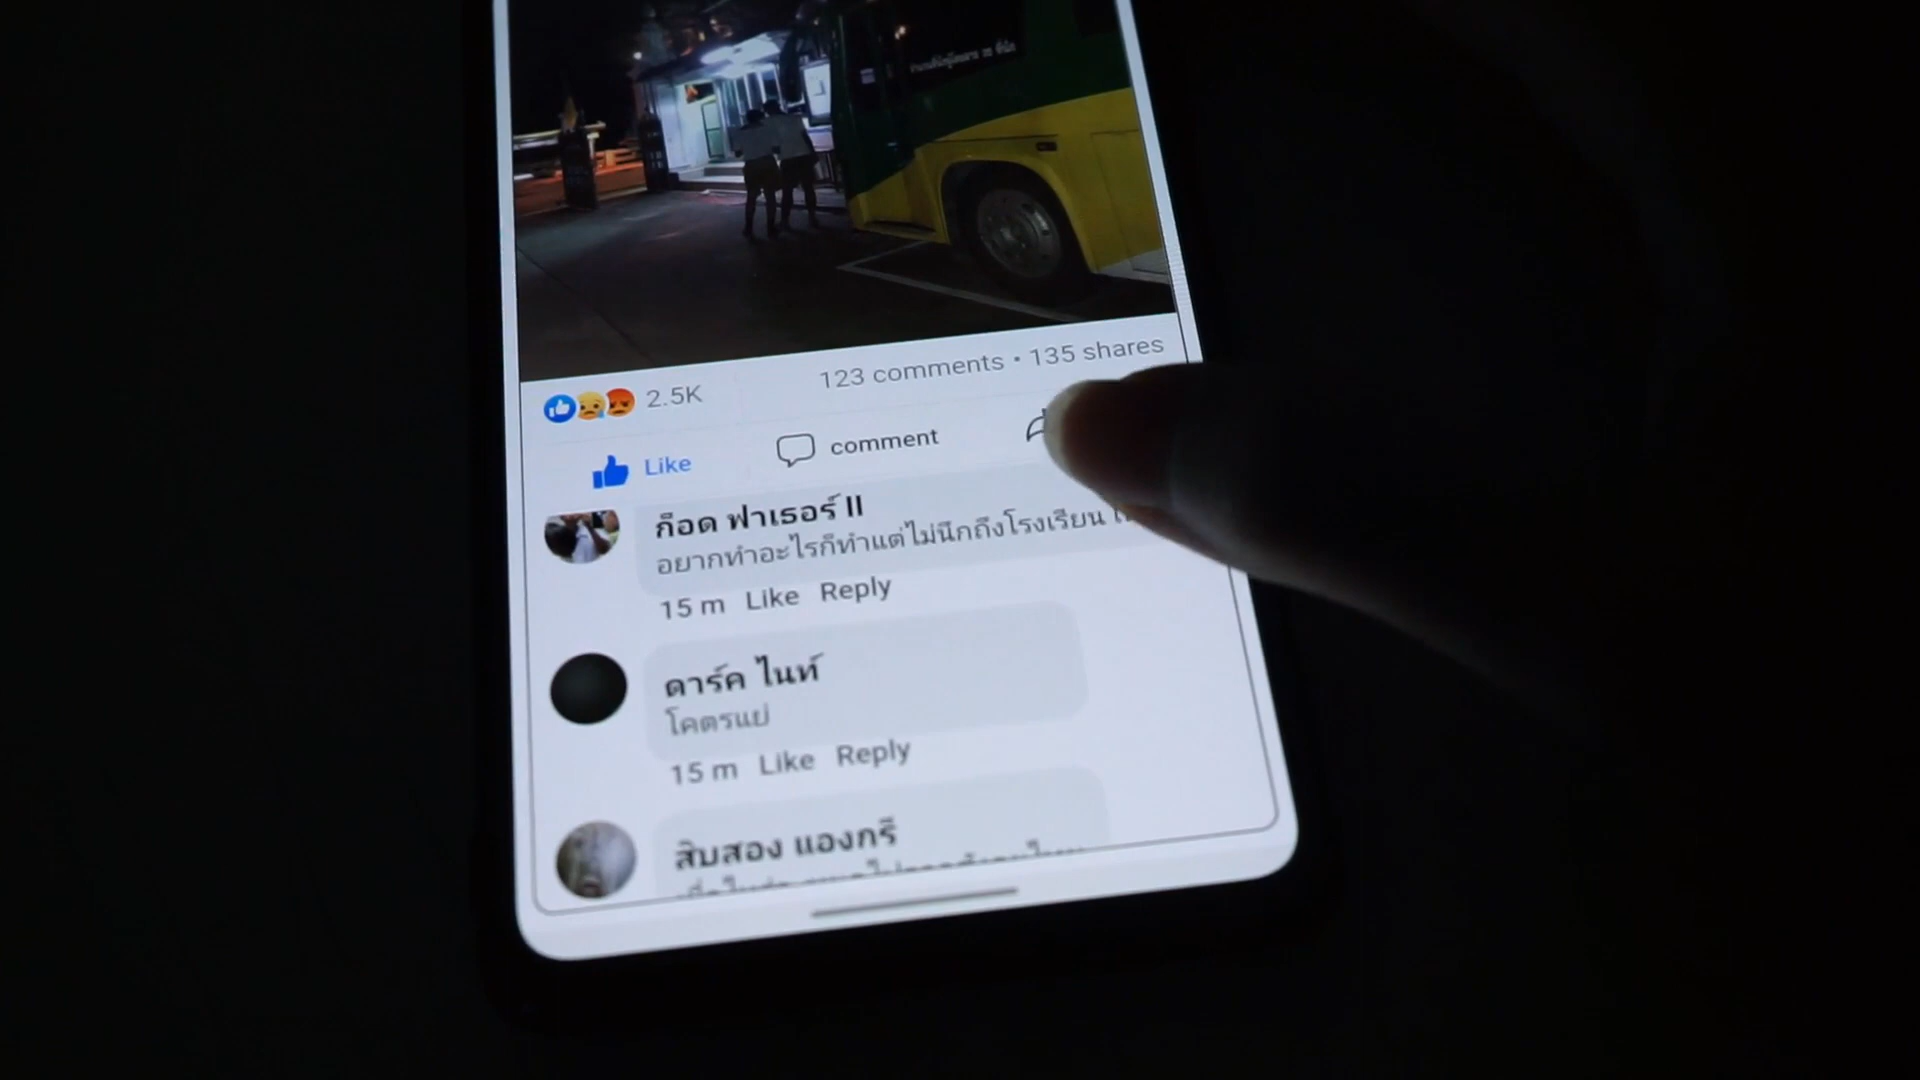 2.5K
123 comments • 135 shares
Like
comment
ก็อด ฟาเธอร์ II
อยากทำอะไรก็ทำแต่ไม่นึกถึงโรงเรียน
15 m Like Reply
ดาร์ค ไนท์
โคตรแย่
15 m Like Reply
สิบสอง แองกรี